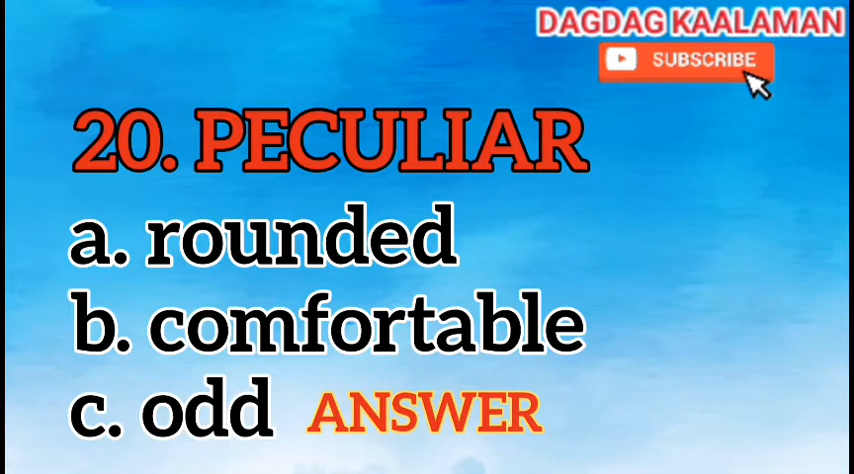 DAGDAG KAALAMAN
SUBSCRIBE
20. PECULIAR
a. rounded
b. comfortable
c. odd ANSWER